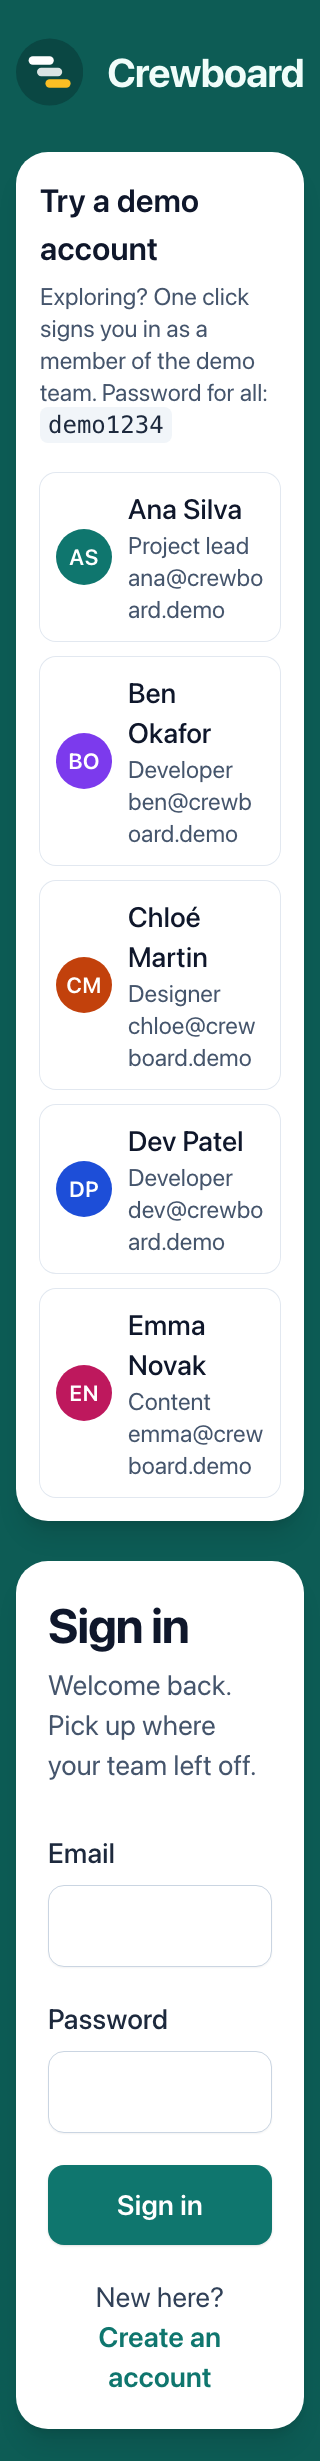 Crewboard
Try a demo
account
Exploring? One click
signs you in as a
member of the demo
team. Password for all:
demo1234
AS
Ana Silva
Project lead
ana@crewbo
ard.demo
BO
Ben
Okafor
Developer
ben@crewb
oard.demo
CM
Chloé
Martin
Designer
chloe@crew
board.demo
DP
Dev Patel
Developer
dev@crewbo
ard.demo
EN
Emma
Novak
Content
emma@crew
board.demo
Sign in
Welcome back.
Pick up where
your team left off.
Email
Password
Sign in
New here?
Create an
account